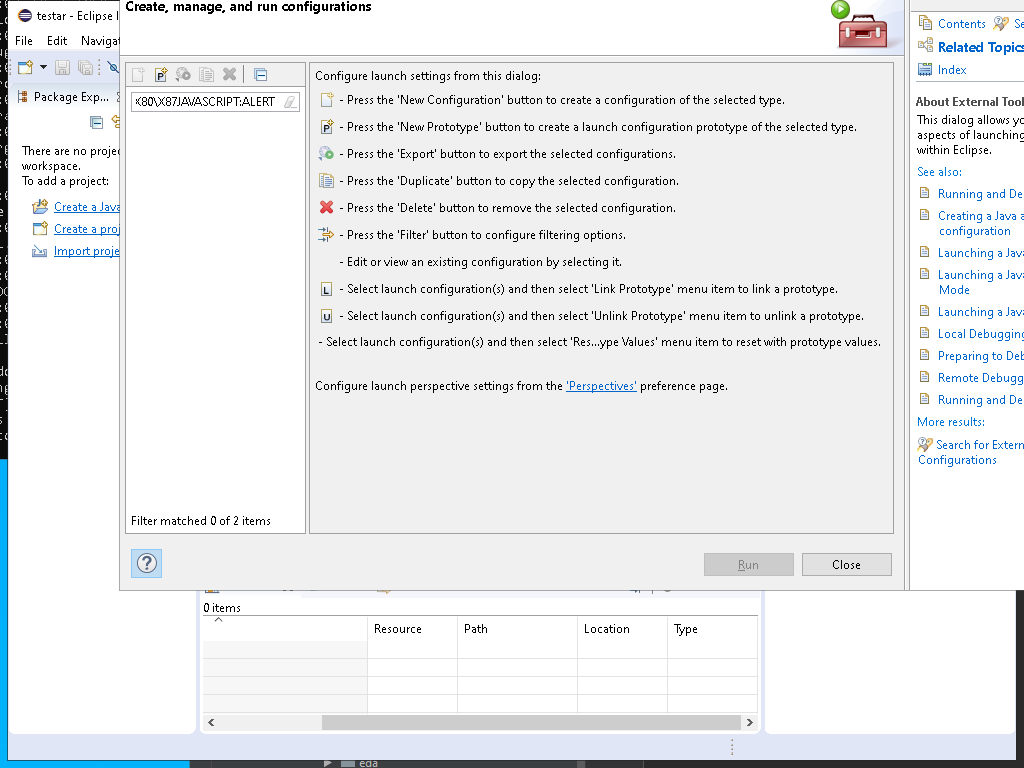 testar - Eclipse I
File Edit Navigat
Package Exp...
There are no projec
workspace.
To add a project:
Create a Java
Create a proj
Import proje
Create, manage, and run configurations
<80\X87JAVASCRIPT:ALERT
Filter matched 0 of 2 items
Configure launch settings from this dialog:
- Press the 'New Configuration' button to create a configuration of the selected type.
- Press the 'New Prototype' button to create a launch configuration prototype of the selected type.
- Press the 'Export' button to export the selected configurations.
- Press the 'Duplicate' button to copy the selected configuration.
- Press the 'Delete' button to remove the selected configuration.
- Press the 'Filter' button to configure filtering options.
- Edit or view an existing configuration by selecting it.
- Select launch configuration(s) and then select 'Link Prototype' menu item to link a prototype.
- Select launch configuration(s) and then select 'Unlink Prototype' menu item to unlink a prototype.
- Select launch configuration(s) and then select 'Res...ype Values' menu item to reset with prototype values.
Configure launch perspective settings from the 'Perspectives' preference page.
Run Close
Contents Se
Related Topics
Index
About External Tool
This dialog allows yo
aspects of launching
within Eclipse.
See also:
Running and De
Creating a Java a
configuration
Launching a Jav
Launching a Java
Mode
Launching a Java
Local Debugging
Preparing to Deb
Remote Debugg
Running and De
More results:
Search for Extern
Configurations
0 items
Resource Path Location Type
eda